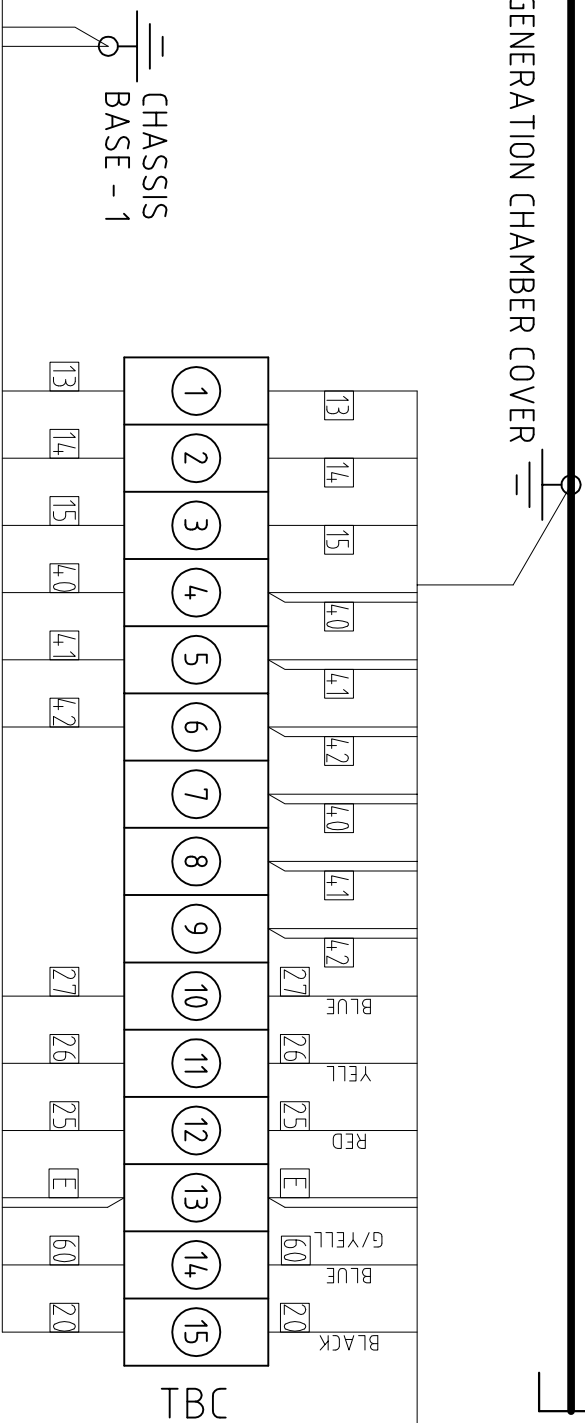 GENERATION CHAMBER COVER
CHASSIS
BASE - 1
13 1 13
14 2 14
15 3 15
40 4 40
41 5 41
42 6 42
7 40
8 41
9 42
27 10 27 BLUE
26 11 26 YELL
25 12 25 RED
E 13 E G/YELL
60 14 60 BLUE
20 15 20 BLACK
TBC